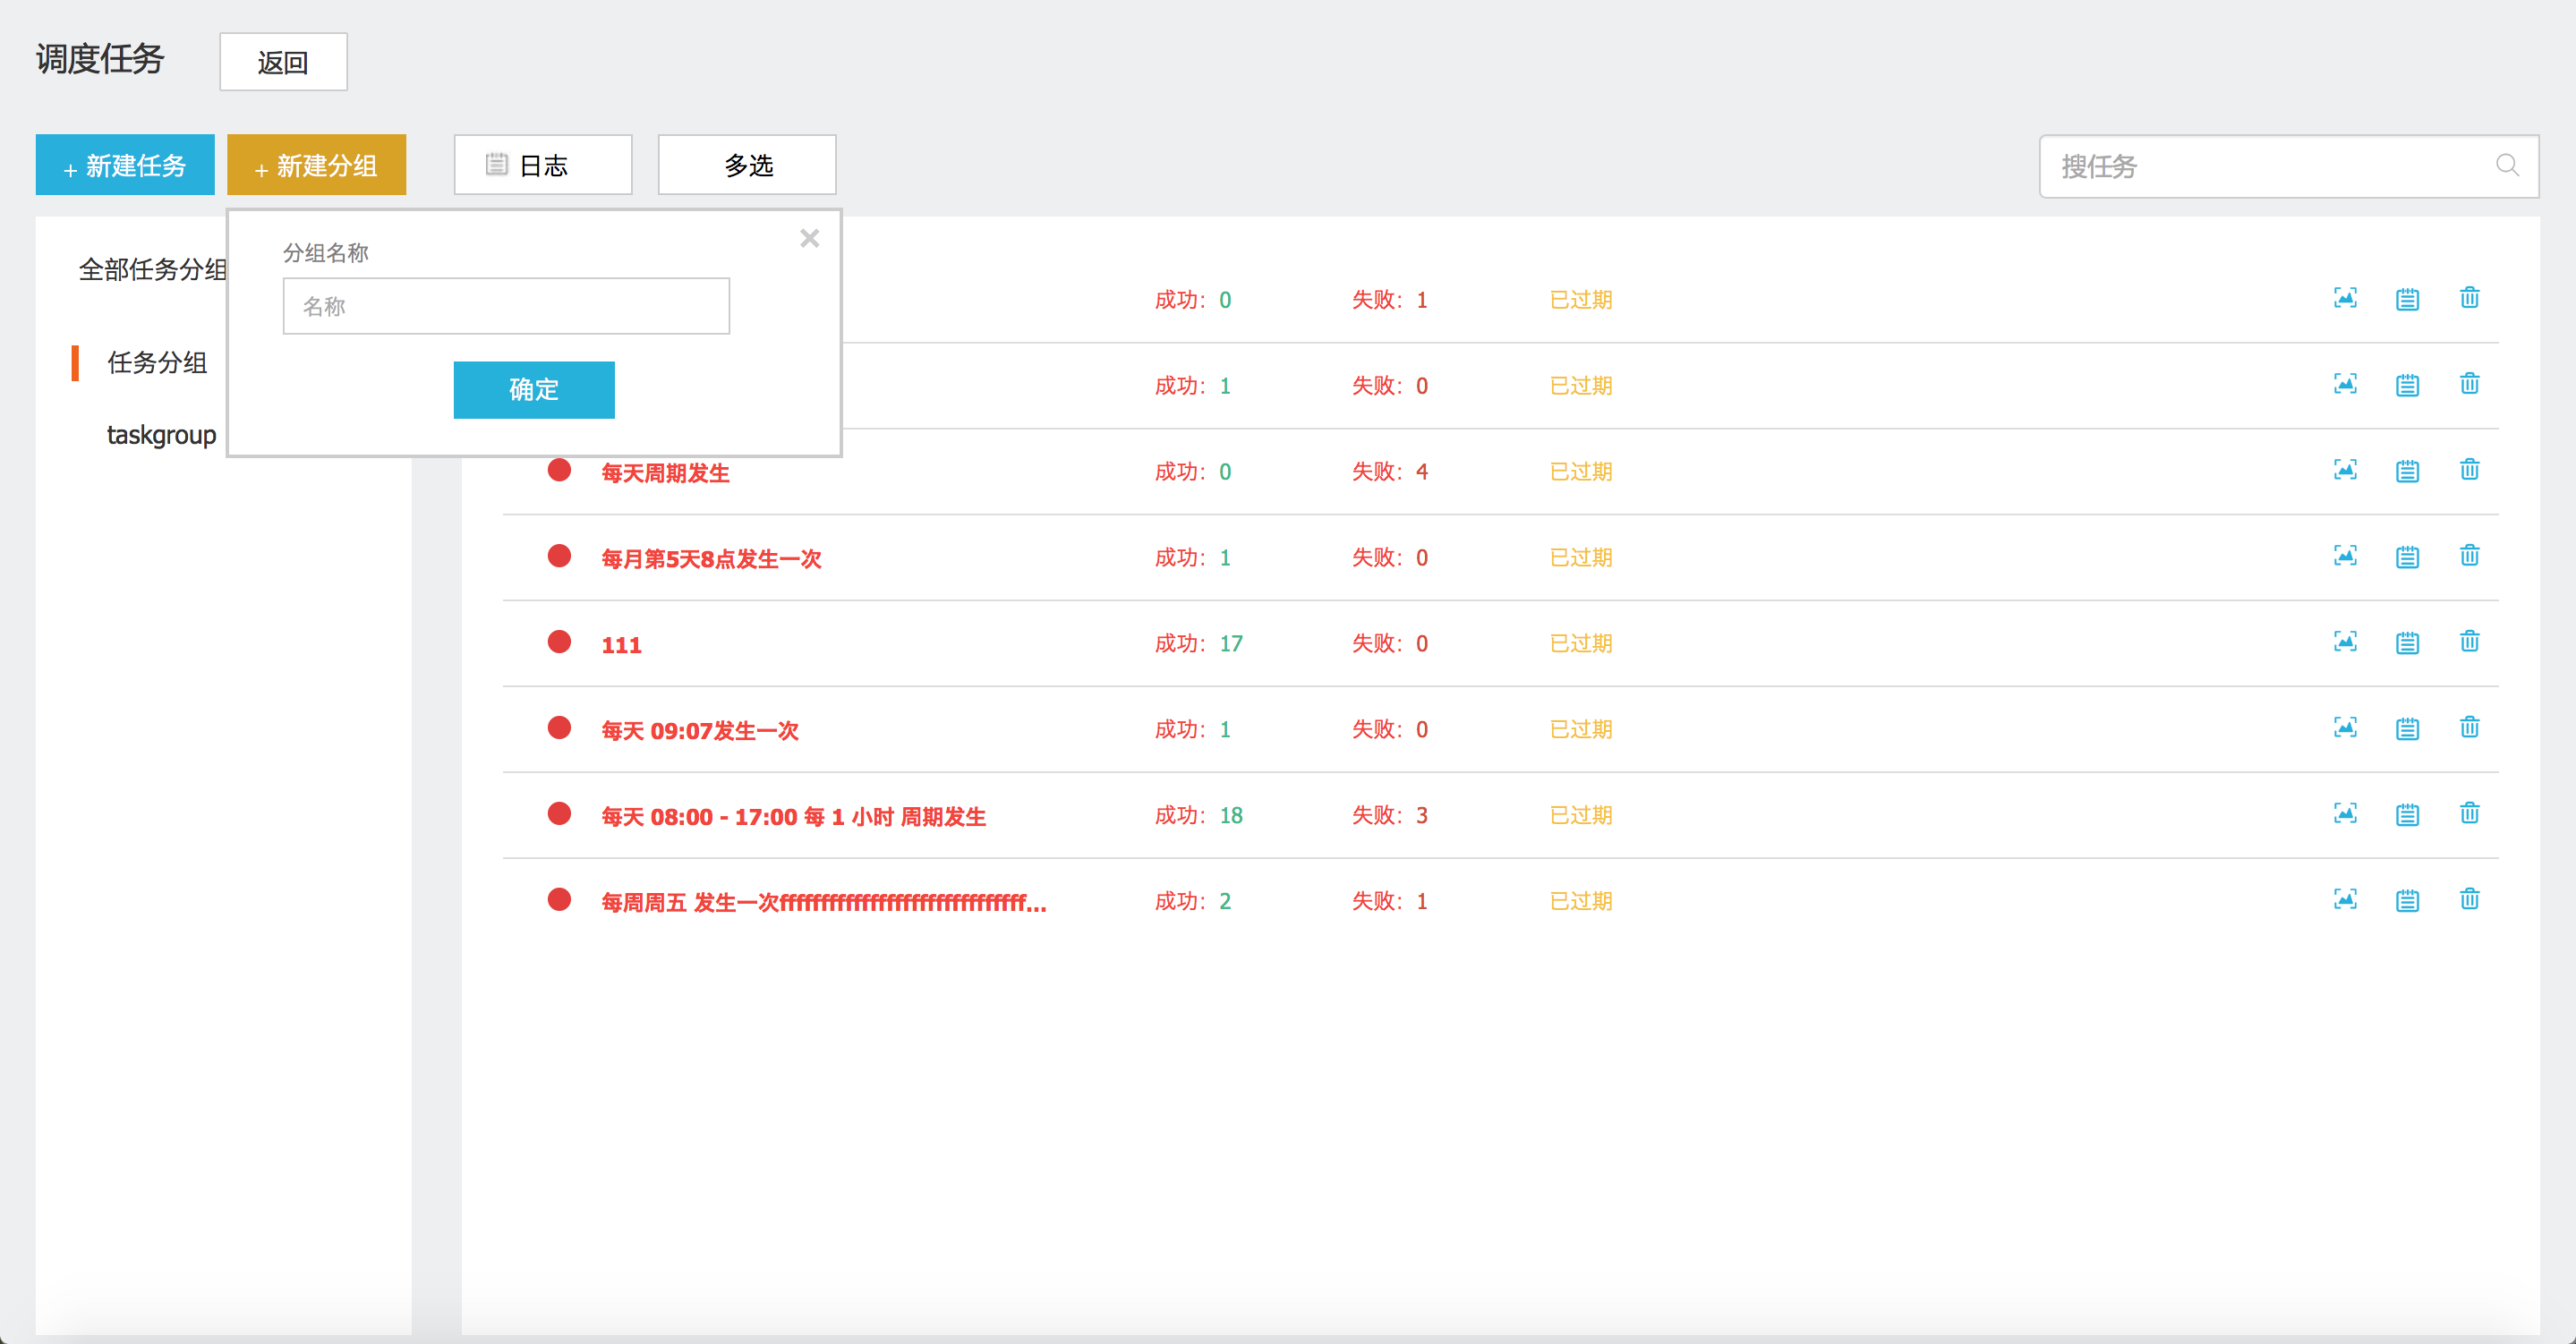 调度任务 返回
+ 新建任务 + 新建分组 日志 多选 搜任务
全部任务分组
任务分组
taskgroup
分组名称
名称
确定
成功：0 失败：1 已过期
成功：1 失败：0 已过期
每天周期发生 成功：0 失败：4 已过期
每月第5天8点发生一次 成功：1 失败：0 已过期
111 成功：17 失败：0 已过期
每天 09:07发生一次 成功：1 失败：0 已过期
每天 08:00 - 17:00 每 1 小时 周期发生 成功：18 失败：3 已过期
每周周五 发生一次ffffffffffffffffffffffffffffff... 成功：2 失败：1 已过期